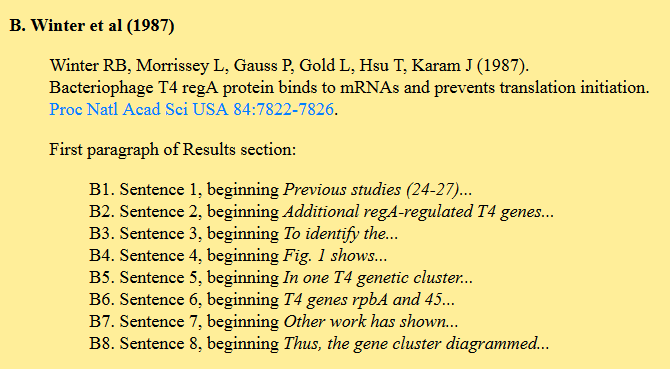 B. Winter et al (1987)
Winter RB, Morrissey L, Gauss P, Gold L, Hsu T, Karam J (1987).
Bacteriophage T4 regA protein binds to mRNAs and prevents translation initiation.
Proc Natl Acad Sci USA 84:7822-7826.
First paragraph of Results section:
B1. Sentence 1, beginning Previous studies (24-27)...
B2. Sentence 2, beginning Additional regA-regulated T4 genes...
B3. Sentence 3, beginning To identify the...
B4. Sentence 4, beginning Fig. 1 shows...
B5. Sentence 5, beginning In one T4 genetic cluster...
B6. Sentence 6, beginning T4 genes rpbA and 45...
B7. Sentence 7, beginning Other work has shown...
B8. Sentence 8, beginning Thus, the gene cluster diagrammed...